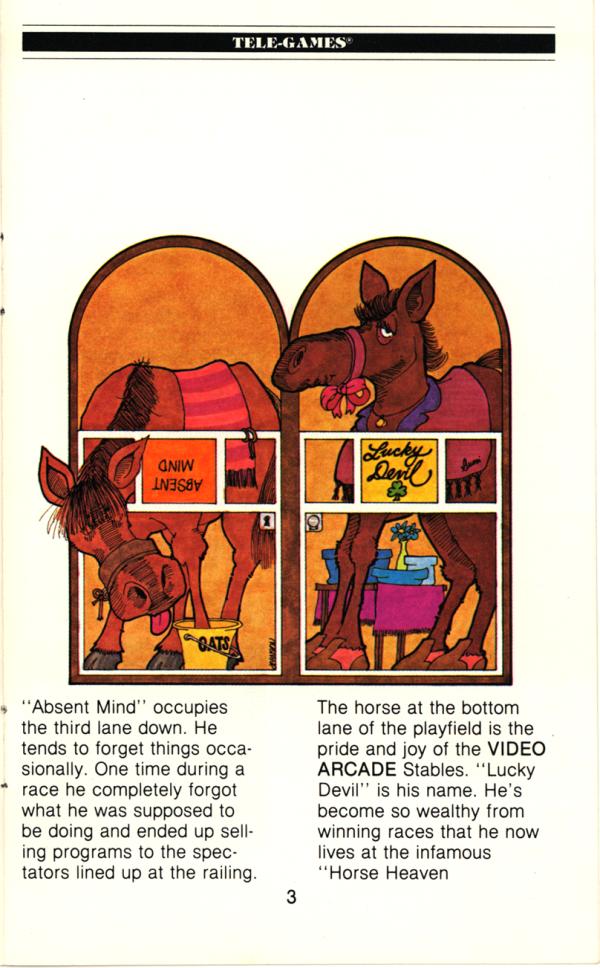 TELE-GAMES®
ABSENT
MIND
Lucky
Devil
OATS
"Absent Mind" occupies
the third lane down. He
tends to forget things occa-
sionally. One time during a
race he completely forgot
what he was supposed to
be doing and ended up sell-
ing programs to the spec-
tators lined up at the railing.
The horse at the bottom
lane of the playfield is the
pride and joy of the VIDEO
ARCADE Stables. "Lucky
Devil" is his name. He's
become so wealthy from
winning races that he now
lives at the infamous
"Horse Heaven
3